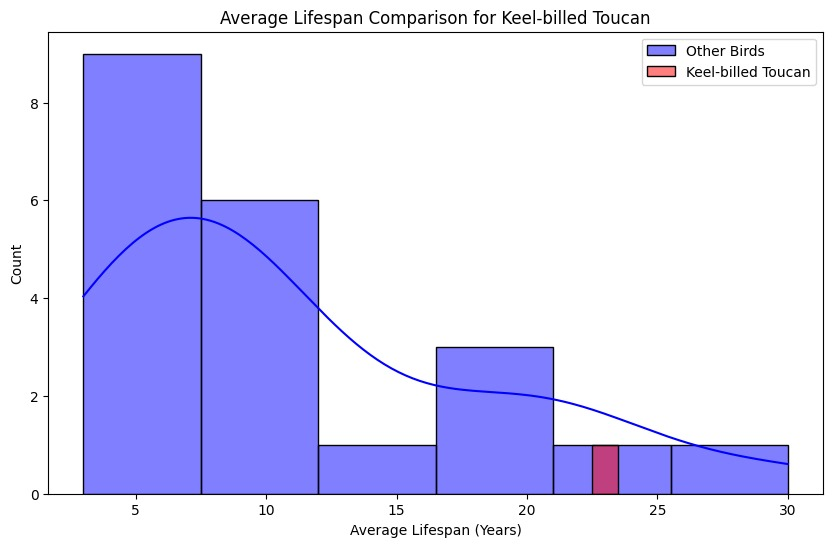 Average Lifespan Comparison for Keel-billed Toucan
Other Birds
Keel-billed Toucan
Count
8
6
4
2
0
5 10 15 20 25 30
Average Lifespan (Years)